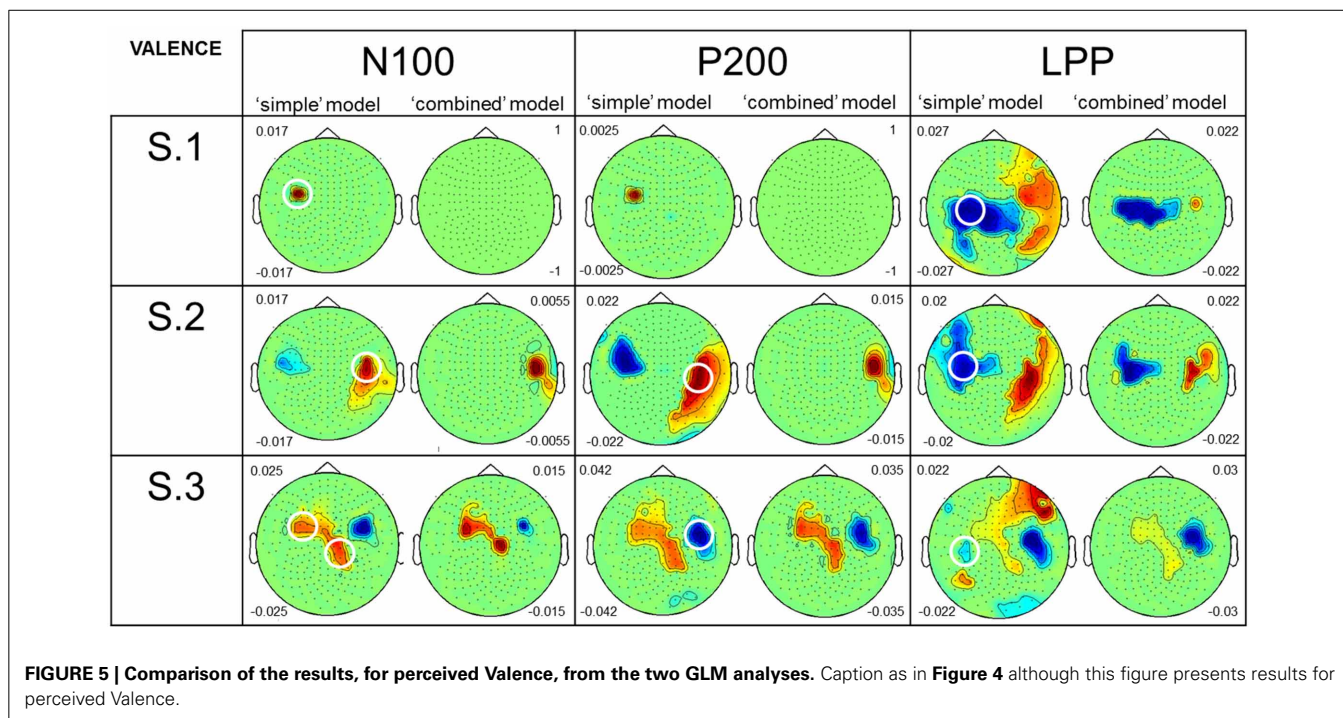 VALENCE
N100
P200
LPP
'simple' model 'combined' model 'simple' model 'combined' model 'simple' model 'combined' model
S.1
0.017 1 0.0025 1 0.027 0.022
-0.017 -1 -0.0025 -1 -0.027 -0.022
S.2
0.017 0.0055 0.022 0.015 0.02 0.022
-0.017 -0.0055 -0.022 -0.015 -0.02 -0.022
S.3
0.025 0.015 0.042 0.035 0.022 0.03
-0.025 -0.015 -0.042 -0.035 -0.022 -0.03
FIGURE 5 | Comparison of the results, for perceived Valence, from the two GLM analyses. Caption as in Figure 4 although this figure presents results for
perceived Valence.